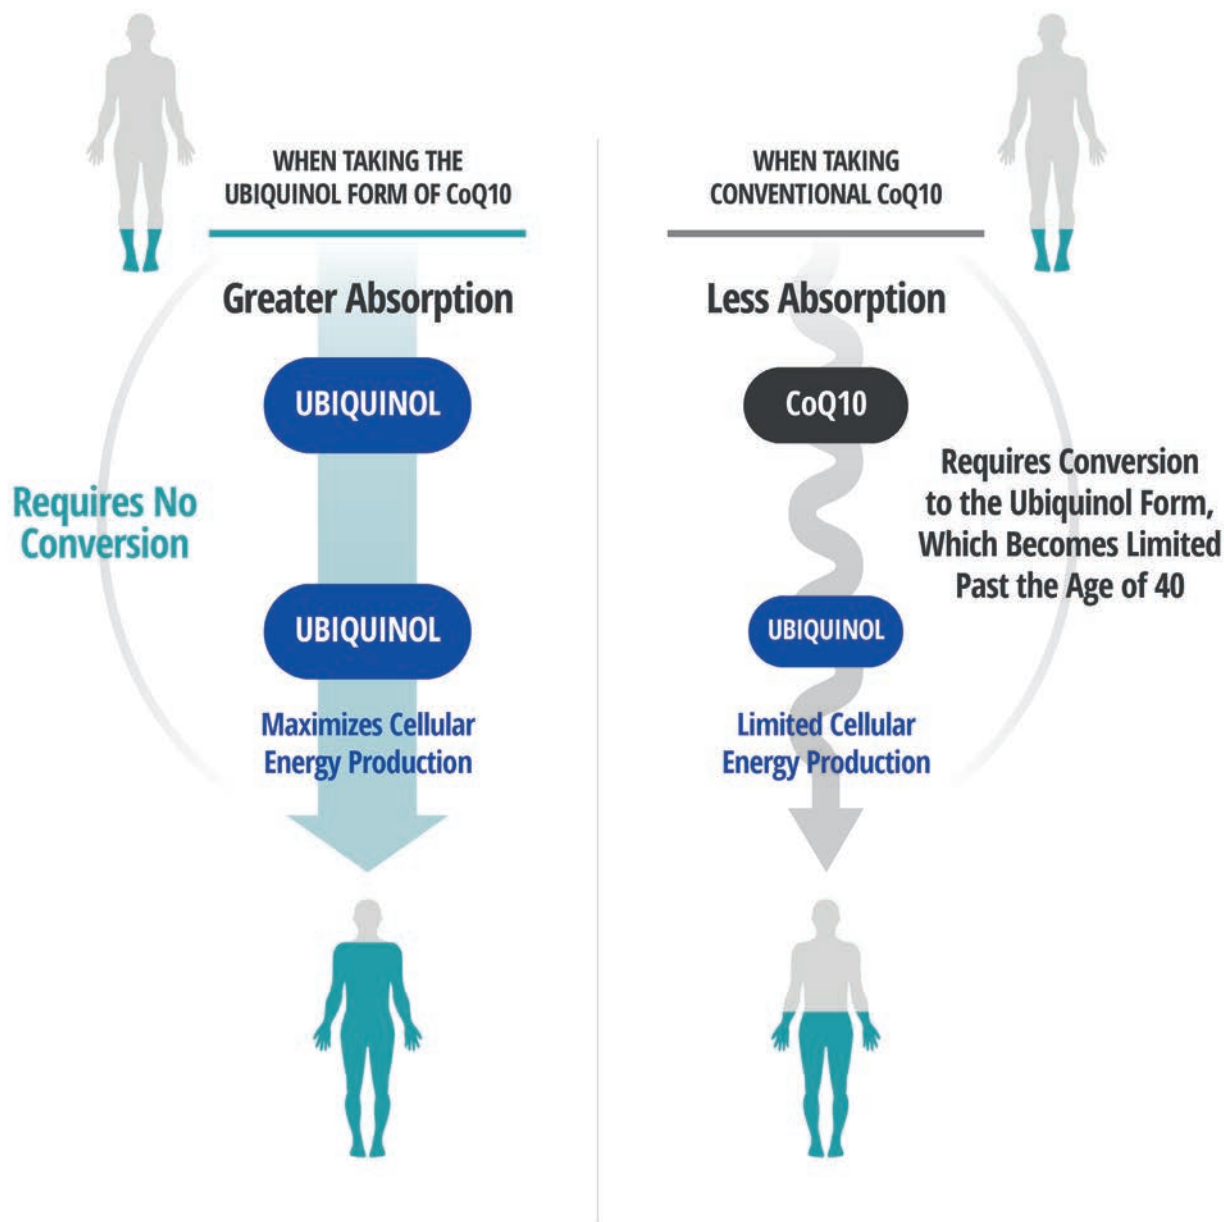 WHEN TAKING THE
UBIQUINOL FORM OF CoQ10
Greater Absorption
UBIQUINOL
Requires No
Conversion
UBIQUINOL
Maximizes Cellular
Energy Production
WHEN TAKING
CONVENTIONAL CoQ10
Less Absorption
CoQ10
Requires Conversion
to the Ubiquinol Form,
Which Becomes Limited
Past the Age of 40
UBIQUINOL
Limited Cellular
Energy Production